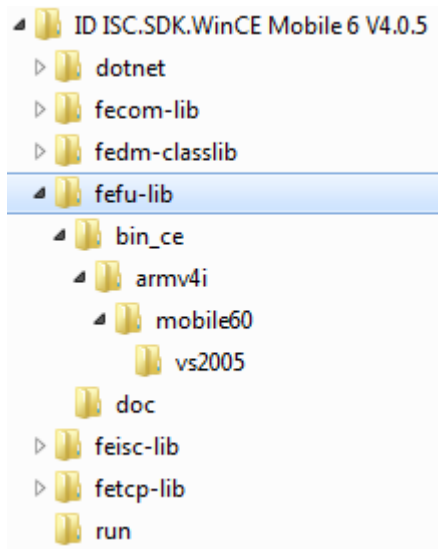 ID ISC.SDK.WinCE Mobile 6 V4.0.5
dotnet
fecom-lib
fedm-classlib
fefu-lib
bin_ce
armv4i
mobile60
vs2005
doc
feisc-lib
fetcp-lib
run